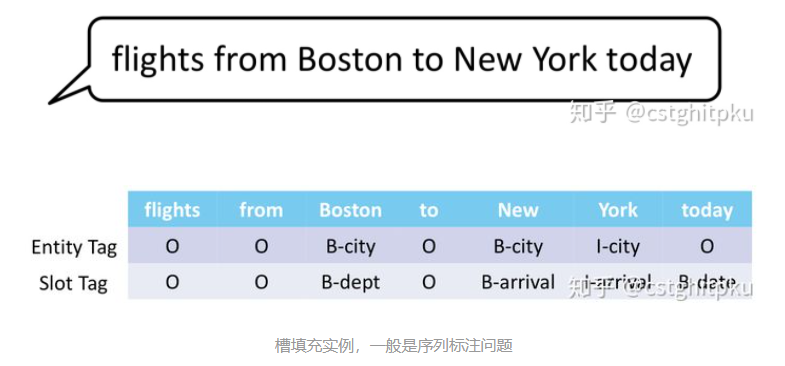 flights from Boston to New York today
知乎 @cstghitpku
flights from Boston to New York today
Entity Tag O O B-city O B-city I-city O
Slot Tag O O B-dept O B-arrival I-arrival B-date
知乎 @cstghitpku
槽填充实例，一般是序列标注问题